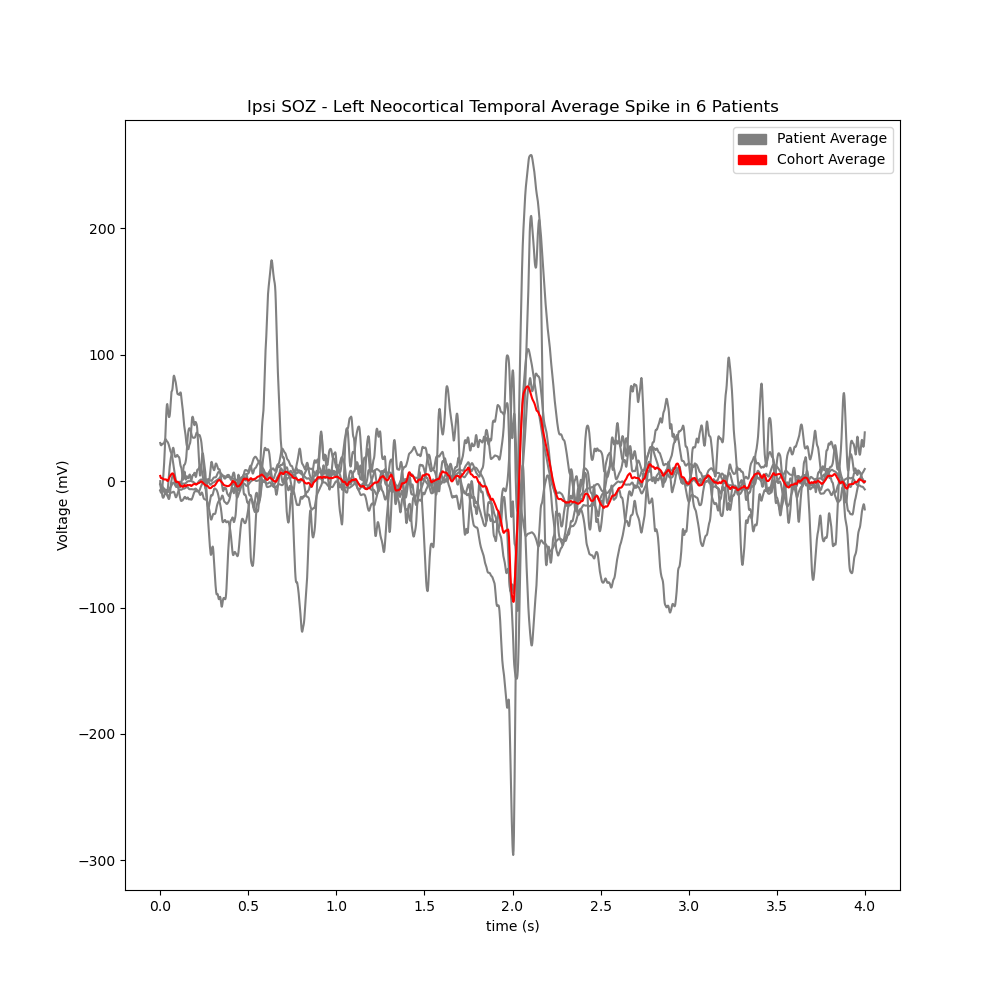 Ipsi SOZ - Left Neocortical Temporal Average Spike in 6 Patients
Patient Average
Cohort Average
Voltage (mV)
200
100
0
−100
−200
−300
0.0 0.5 1.0 1.5 2.0 2.5 3.0 3.5 4.0
time (s)